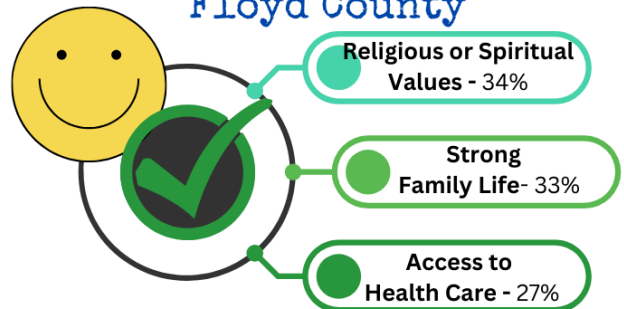 Floyd County
Religious or Spiritual
Values - 34%
Strong
Family Life- 33%
Access to
Health Care - 27%